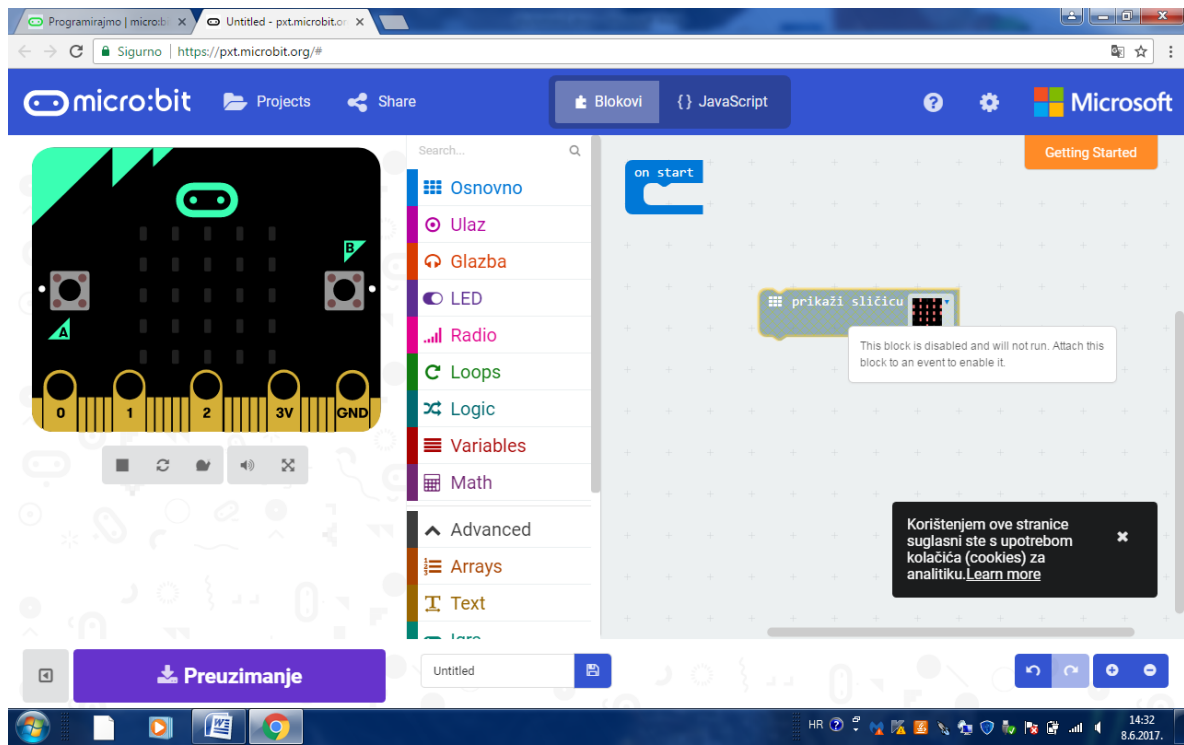 Programirajmo | micro:bi
Untitled - pxt.microbit.or
Sigurno | https://pxt.microbit.org/#
micro:bit Projects Share Blokovi {} JavaScript ? Microsoft
Search...
Osnovno
Ulaz
Glazba
LED
Radio
Loops
Logic
Variables
Math
Advanced
Arrays
Text
B
A
0 1 2 3V GND
on start
Getting Started
prikaži sličicu
This block is disabled and will not run. Attach this
block to an event to enable it.
Korištenjem ove stranice
suglasni ste s upotrebom
kolačića (cookies) za
analitiku.Learn more
Preuzimanje
Untitled
HR
14:32
8.6.2017.